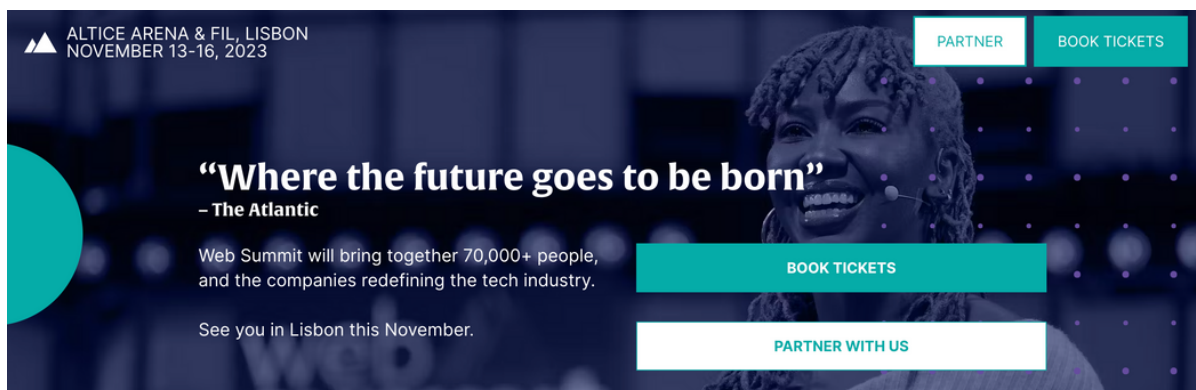 ALTICE ARENA & FIL, LISBON
NOVEMBER 13-16, 2023
PARTNER
BOOK TICKETS
“Where the future goes to be born”
– The Atlantic
Web Summit will bring together 70,000+ people,
and the companies redefining the tech industry.
See you in Lisbon this November.
BOOK TICKETS
PARTNER WITH US
web